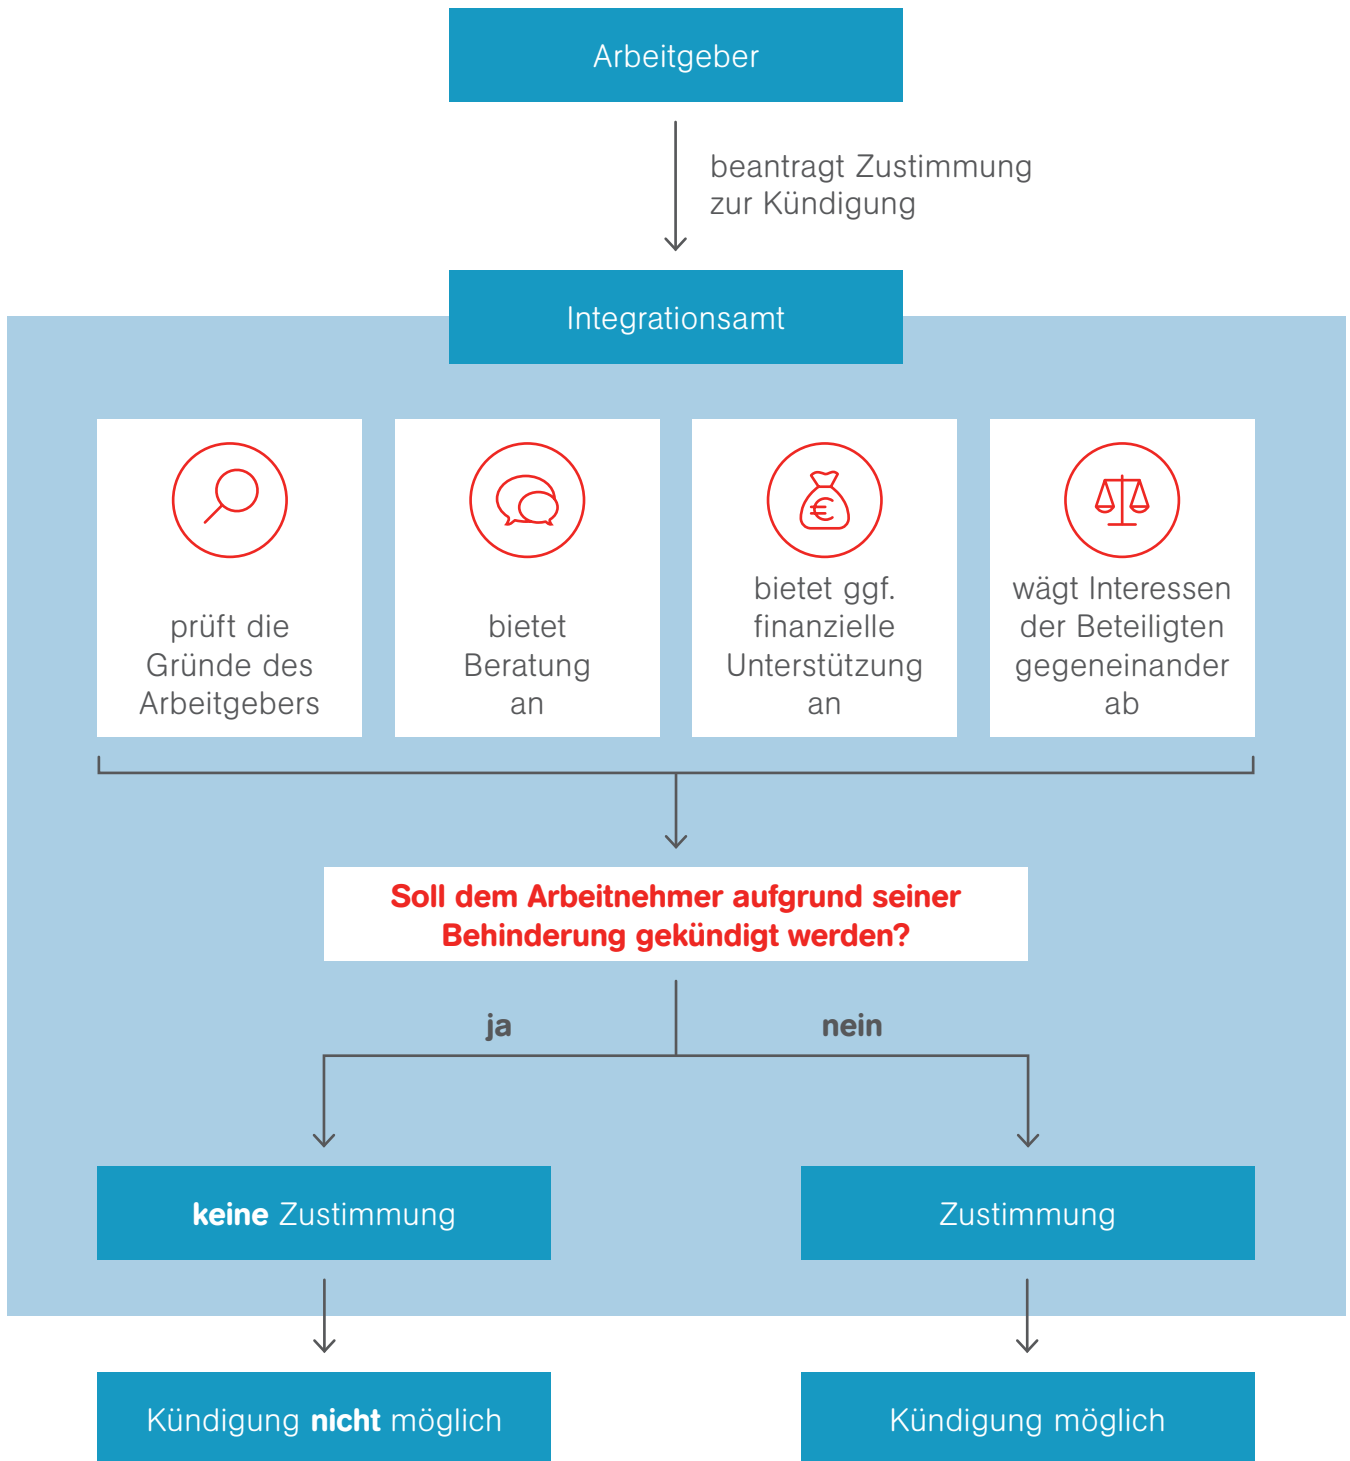 Arbeitgeber
beantragt Zustimmung
zur Kündigung
Integrationsamt
prüft die
Gründe des
Arbeitgebers
bietet
Beratung
an
bietet ggf.
finanzielle
Unterstützung
an
wägt Interessen
der Beteiligten
gegeneinander
ab
Soll dem Arbeitnehmer aufgrund seiner
Behinderung gekündigt werden?
ja
nein
keine Zustimmung
Zustimmung
Kündigung nicht möglich
Kündigung möglich